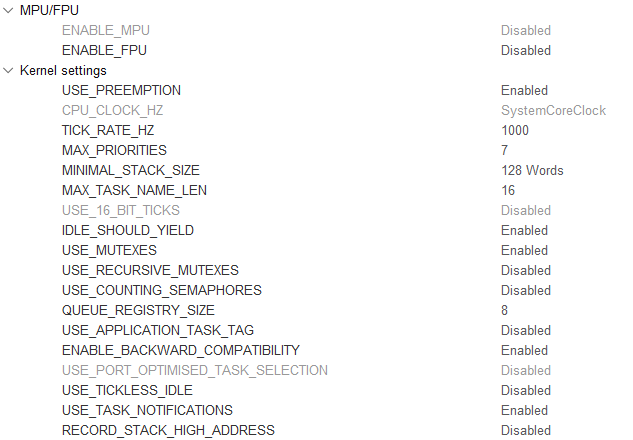 MPU/FPU
ENABLE_MPU Disabled
ENABLE_FPU Disabled
Kernel settings
USE_PREEMPTION Enabled
CPU_CLOCK_HZ SystemCoreClock
TICK_RATE_HZ 1000
MAX_PRIORITIES 7
MINIMAL_STACK_SIZE 128 Words
MAX_TASK_NAME_LEN 16
USE_16_BIT_TICKS Disabled
IDLE_SHOULD_YIELD Enabled
USE_MUTEXES Enabled
USE_RECURSIVE_MUTEXES Disabled
USE_COUNTING_SEMAPHORES Disabled
QUEUE_REGISTRY_SIZE 8
USE_APPLICATION_TASK_TAG Disabled
ENABLE_BACKWARD_COMPATIBILITY Enabled
USE_PORT_OPTIMISED_TASK_SELECTION Disabled
USE_TICKLESS_IDLE Disabled
USE_TASK_NOTIFICATIONS Enabled
RECORD_STACK_HIGH_ADDRESS Disabled